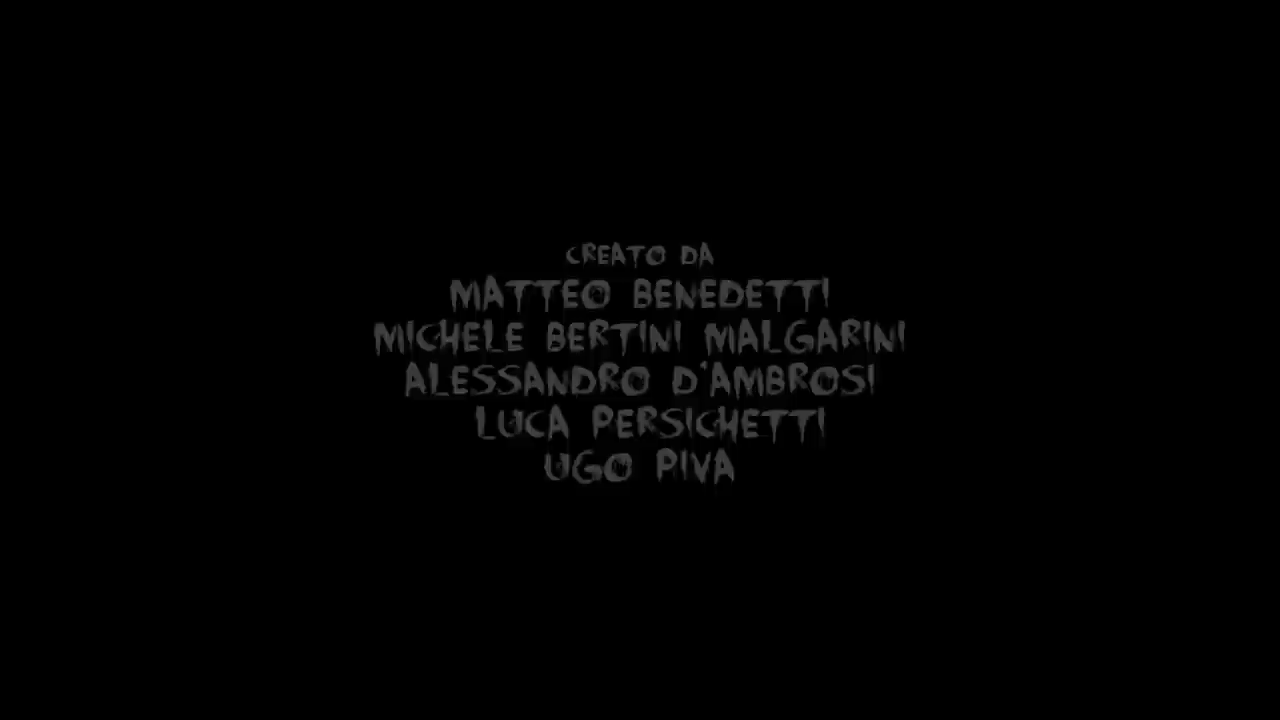 CREATO DA
MATTEO BENEDETTI
MICHELE BERTINI MALGARINI
ALESSANDRO D'AMBROSI
LUCA PERSICHETTI
UGO PIVA